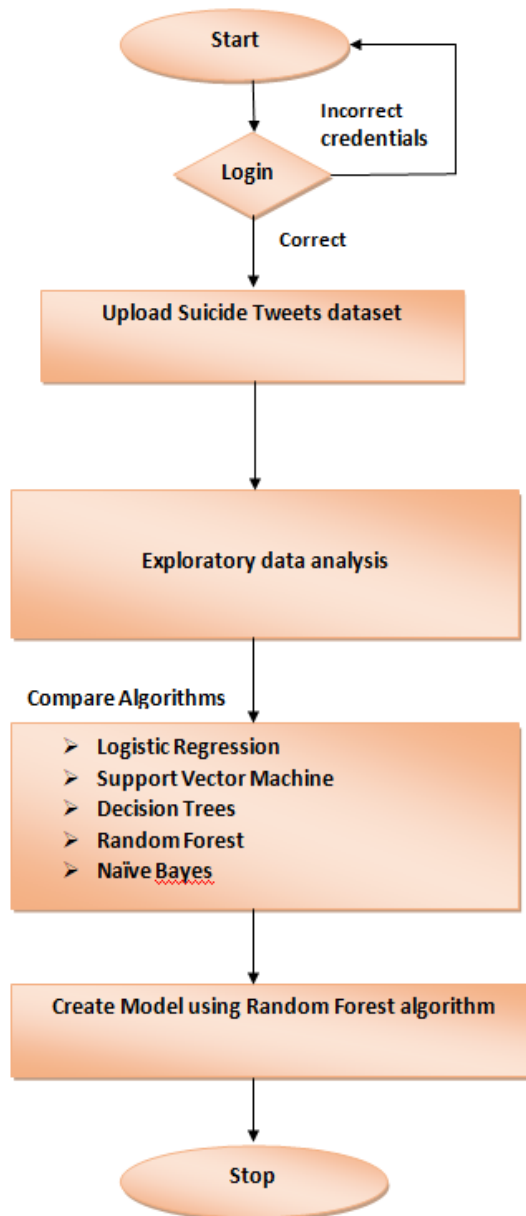 Start
Incorrect
credentials
Login
Correct
Upload Suicide Tweets dataset
Exploratory data analysis
Compare Algorithms
➢ Logistic Regression
➢ Support Vector Machine
➢ Decision Trees
➢ Random Forest
➢ Naïve Bayes
Create Model using Random Forest algorithm
Stop